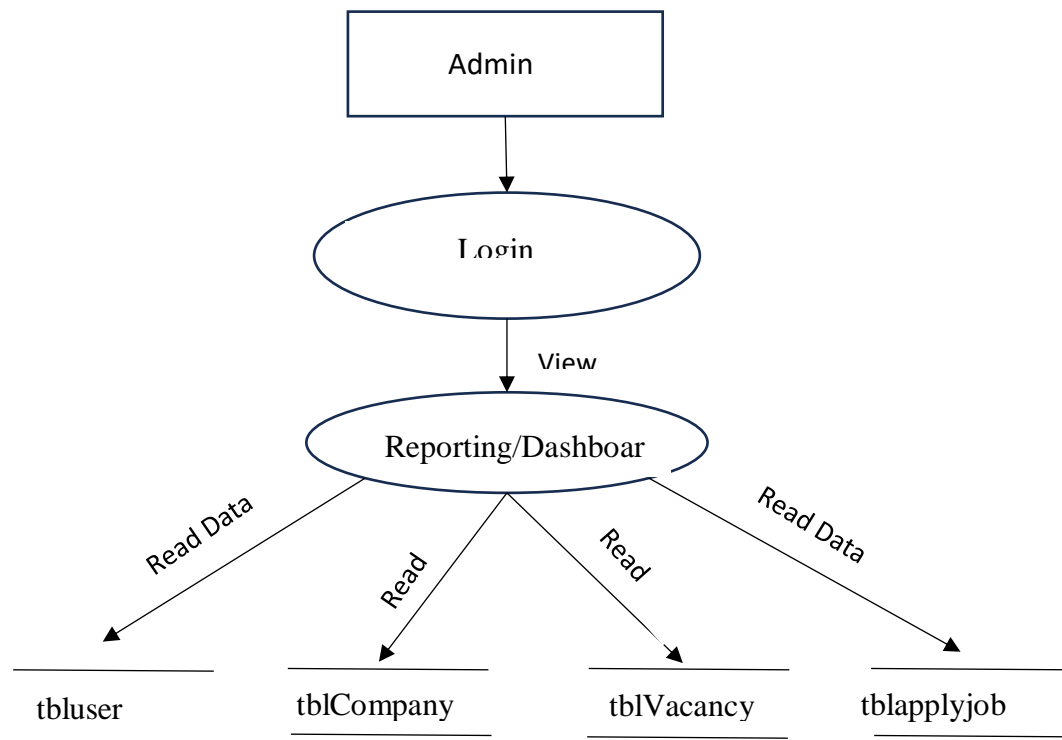 Admin
Login
View
Reporting/Dashboar
Read Data
Read
Read
Read Data
tbluser
tblCompany
tblVacancy
tblapplyjob